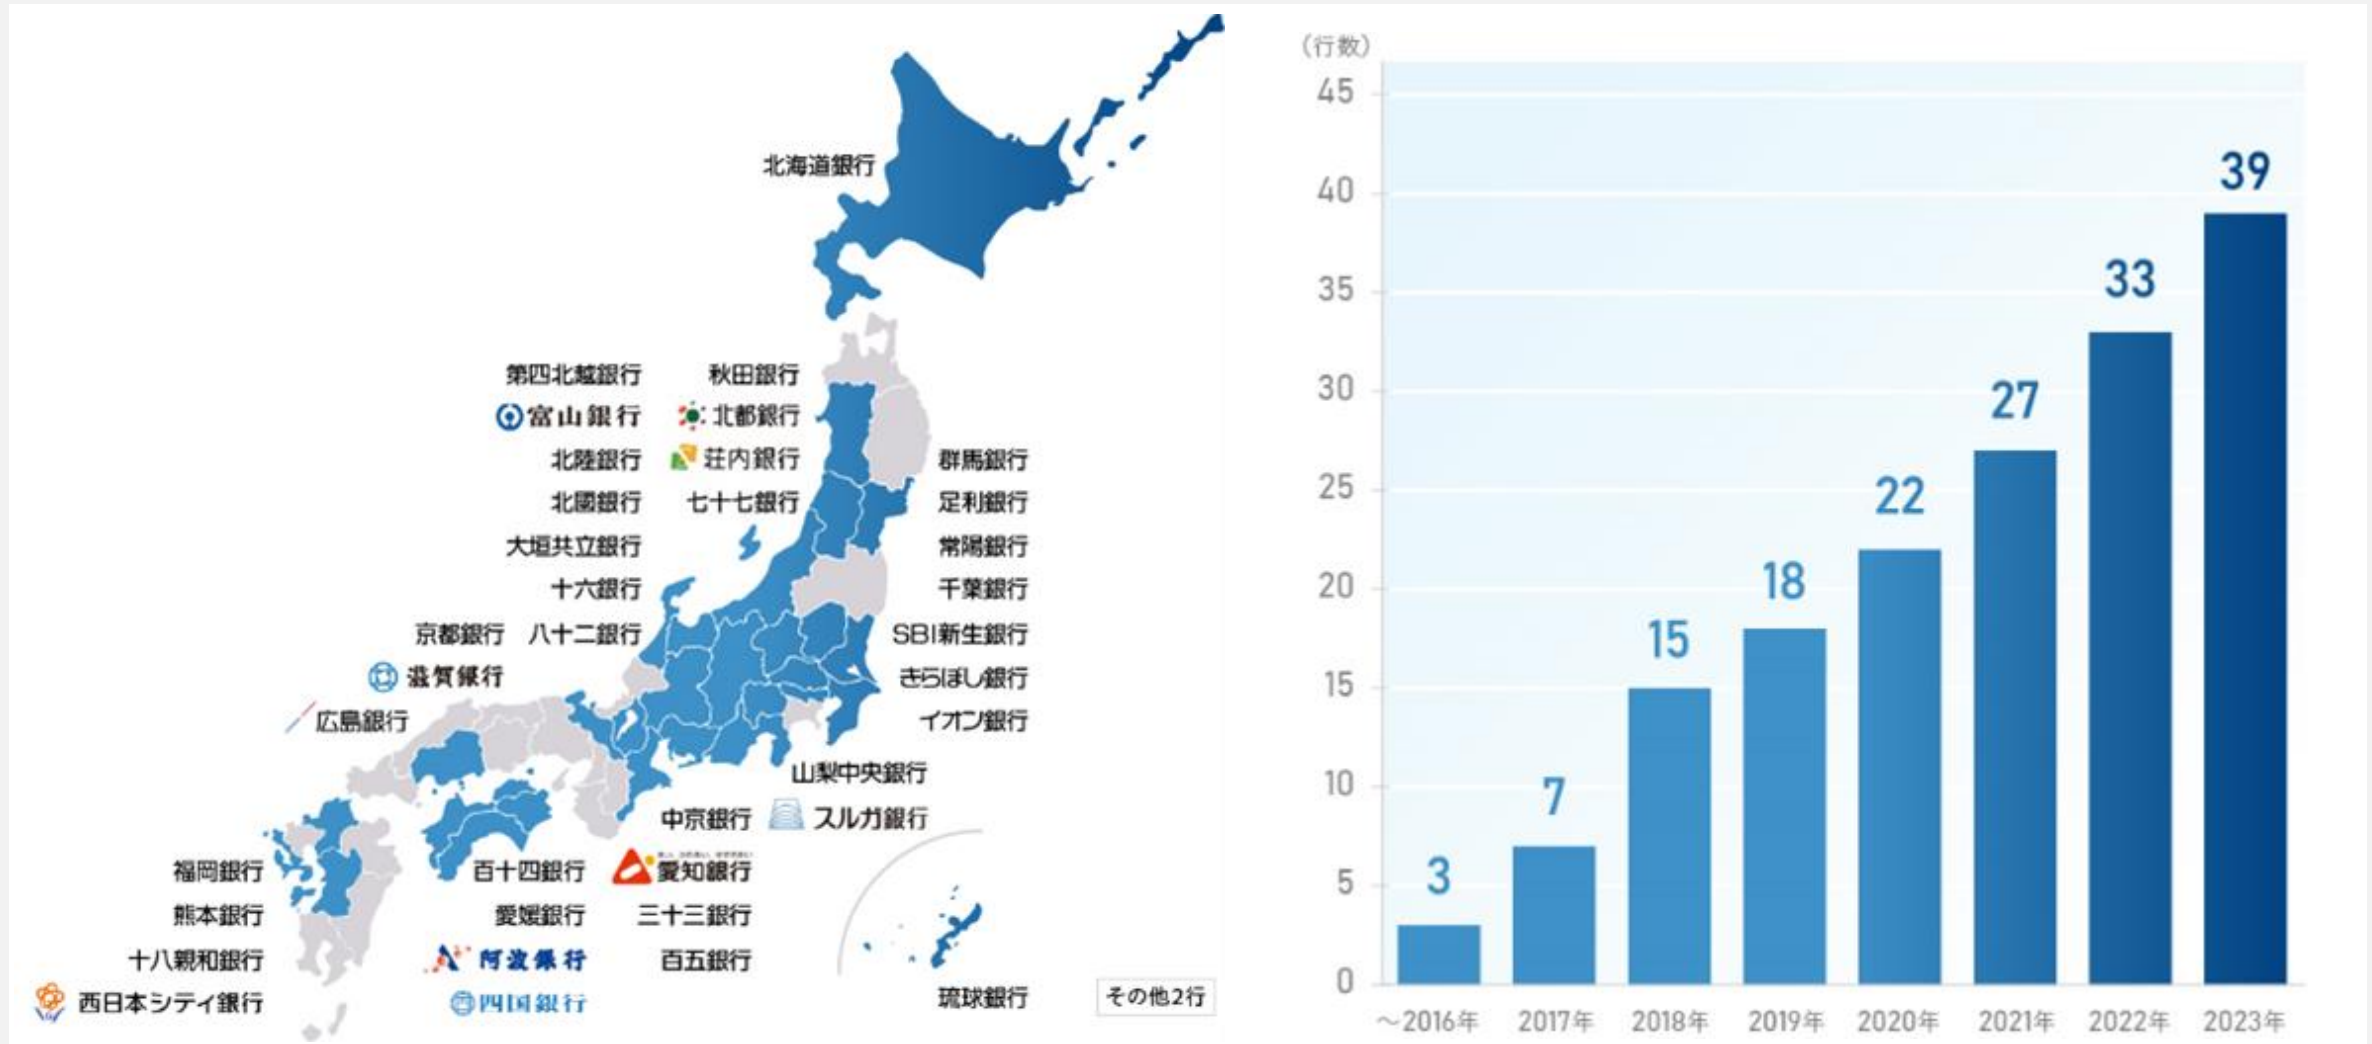 北海道銀行
第四北越銀行
富山銀行
北陸銀行
北國銀行
大垣共立銀行
十六銀行
八十二銀行
秋田銀行
北都銀行
荘内銀行
七十七銀行
群馬銀行
足利銀行
常陽銀行
千葉銀行
SBI新生銀行
きらぼし銀行
イオン銀行
京都銀行
滋賀銀行
広島銀行
山梨中央銀行
スルガ銀行
中京銀行
愛知銀行
三十三銀行
百五銀行
百十四銀行
愛媛銀行
阿波銀行
四国銀行
福岡銀行
熊本銀行
十八親和銀行
西日本シティ銀行
琉球銀行
その他2行
(行数)
45
40
35
30
25
20
15
10
5
0
3
7
15
18
22
27
33
39
～2016年
2017年
2018年
2019年
2020年
2021年
2022年
2023年